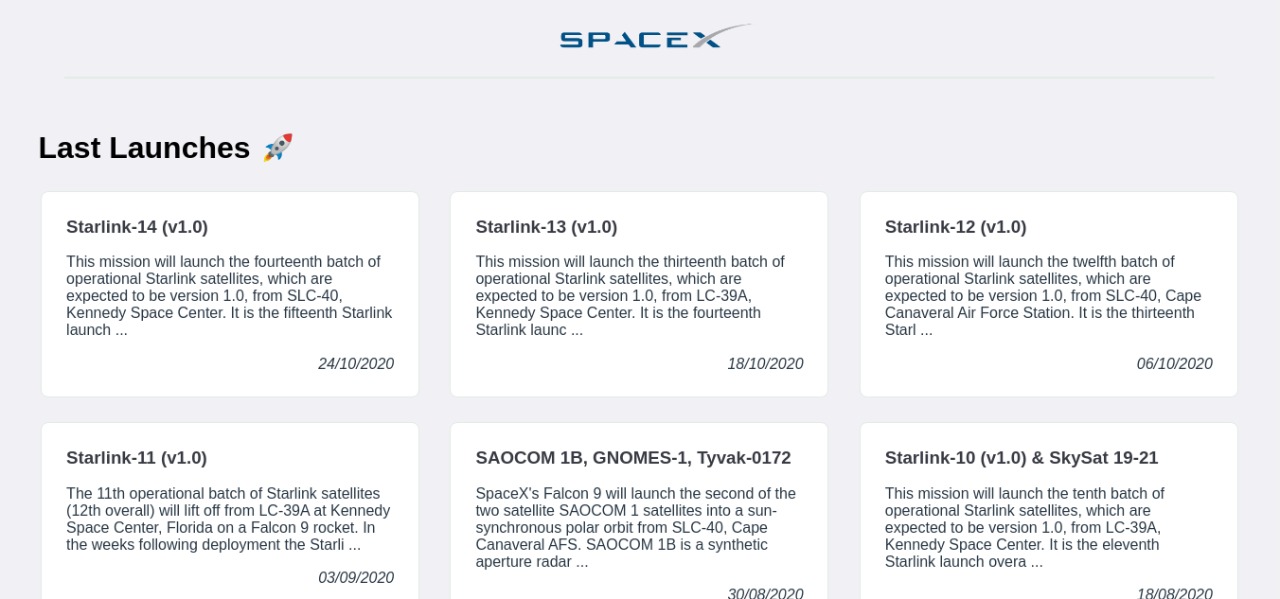 SPACEX
Last Launches 🚀
Starlink-14 (v1.0)
This mission will launch the fourteenth batch of
operational Starlink satellites, which are
expected to be version 1.0, from SLC-40,
Kennedy Space Center. It is the fifteenth Starlink
launch ...
24/10/2020
Starlink-13 (v1.0)
This mission will launch the thirteenth batch of
operational Starlink satellites, which are
expected to be version 1.0, from LC-39A,
Kennedy Space Center. It is the fourteenth
Starlink launc ...
18/10/2020
Starlink-12 (v1.0)
This mission will launch the twelfth batch of
operational Starlink satellites, which are
expected to be version 1.0, from SLC-40, Cape
Canaveral Air Force Station. It is the thirteenth
Starl ...
06/10/2020
Starlink-11 (v1.0)
The 11th operational batch of Starlink satellites
(12th overall) will lift off from LC-39A at Kennedy
Space Center, Florida on a Falcon 9 rocket. In
the weeks following deployment the Starli ...
03/09/2020
SAOCOM 1B, GNOMES-1, Tyvak-0172
SpaceX's Falcon 9 will launch the second of the
two satellite SAOCOM 1 satellites into a sun-
synchronous polar orbit from SLC-40, Cape
Canaveral AFS. SAOCOM 1B is a synthetic
aperture radar ...
30/08/2020
Starlink-10 (v1.0) & SkySat 19-21
This mission will launch the tenth batch of
operational Starlink satellites, which are
expected to be version 1.0, from LC-39A,
Kennedy Space Center. It is the eleventh
Starlink launch overa ...
18/08/2020